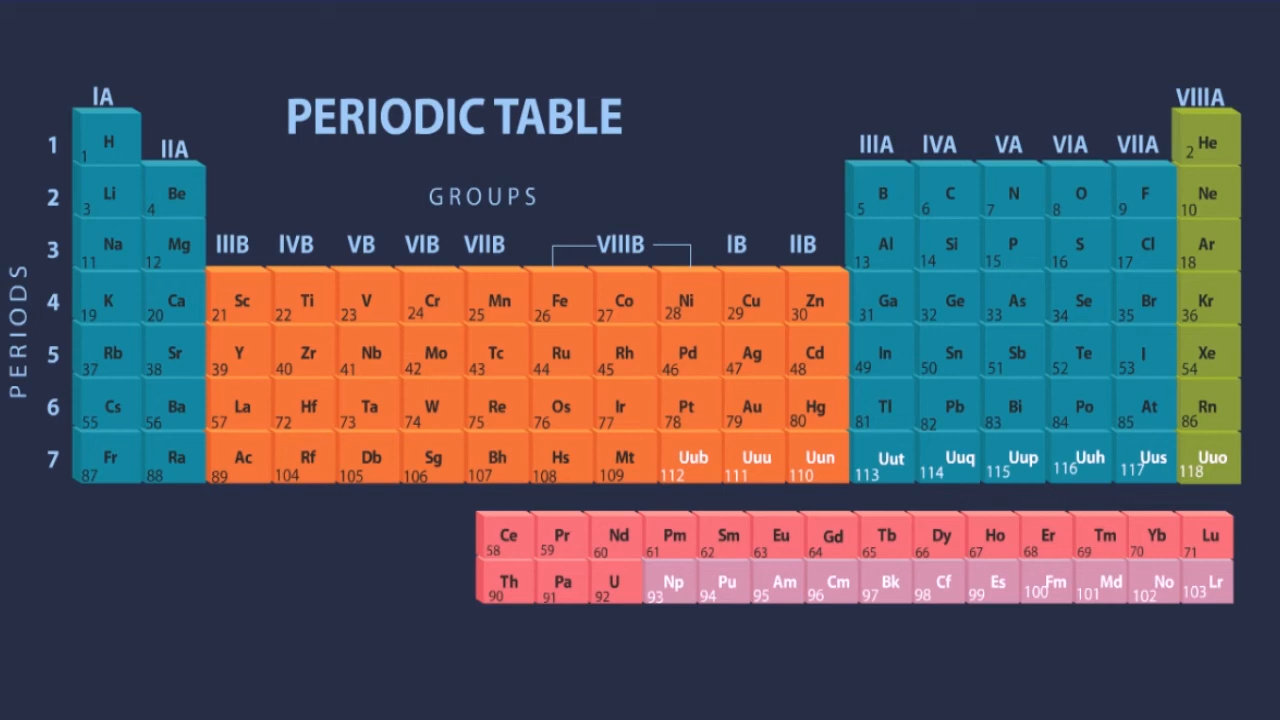 IA VIIIA
PERIODIC TABLE
1 H 1 IIA IIIA IVA VA VIA VIIA He 2
2 Li 3 Be 4 GROUPS B 5 C 6 N 7 O 8 F 9 Ne 10
3 Na 11 Mg 12 IIIB IVB VB VIB VIIB VIIIB IB IIB Al 13 Si 14 P 15 S 16 Cl 17 Ar 18
PERIODS
4 K 19 Ca 20 Sc 21 Ti 22 V 23 Cr 24 Mn 25 Fe 26 Co 27 Ni 28 Cu 29 Zn 30 Ga 31 Ge 32 As 33 Se 34 Br 35 Kr 36
5 Rb 37 Sr 38 Y 39 Zr 40 Nb 41 Mo 42 Tc 43 Ru 44 Rh 45 Pd 46 Ag 47 Cd 48 In 49 Sn 50 Sb 51 Te 52 I 53 Xe 54
6 Cs 55 Ba 56 La 57 Hf 72 Ta 73 W 74 Re 75 Os 76 Ir 77 Pt 78 Au 79 Hg 80 Tl 81 Pb 82 Bi 83 Po 84 At 85 Rn 86
7 Fr 87 Ra 88 Ac 89 Rf 104 Db 105 Sg 106 Bh 107 Hs 108 Mt 109 Uub 112 Uuu 111 Uun 110 Uut 113 Uuq 114 Uup 115 Uuh 116 Uus 117 Uuo 118
Ce 58 Pr 59 Nd 60 Pm 61 Sm 62 Eu 63 Gd 64 Tb 65 Dy 66 Ho 67 Er 68 Tm 69 Yb 70 Lu 71
Th 90 Pa 91 U 92 Np 93 Pu 94 Am 95 Cm 96 Bk 97 Cf 98 Es 99 Fm 100 Md 101 No 102 Lr 103